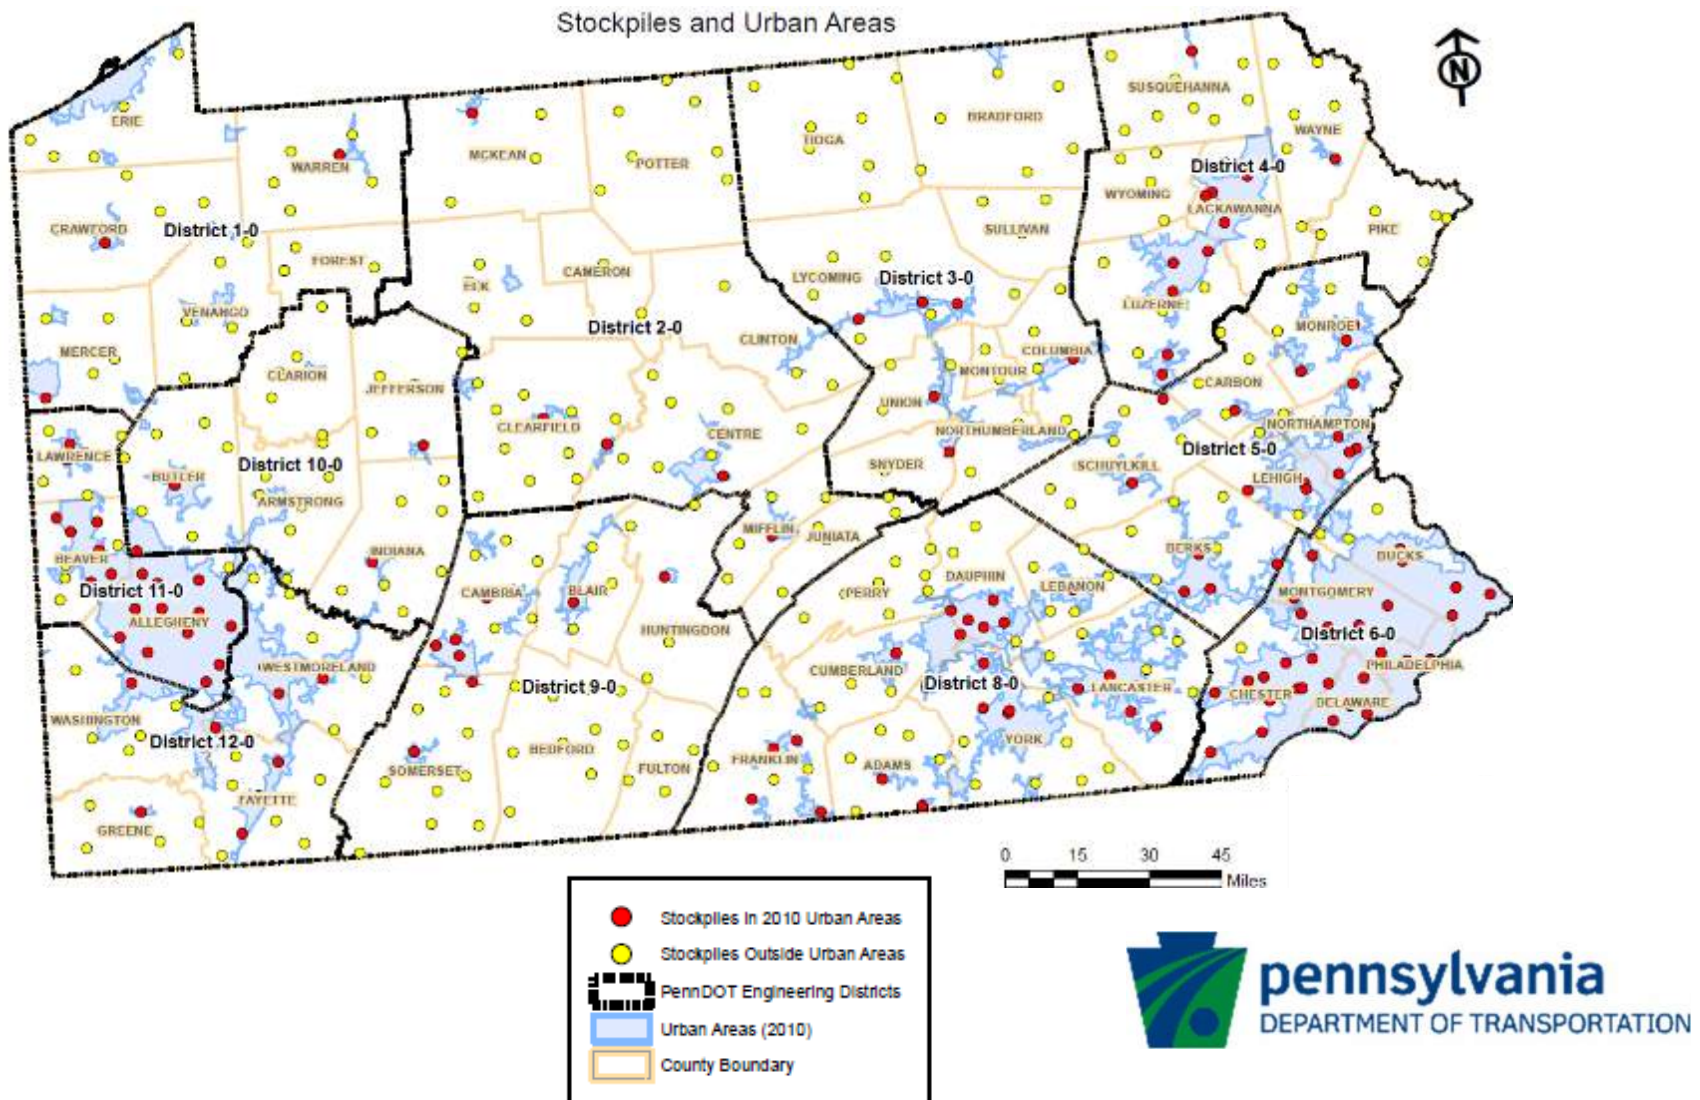 Stockpiles and Urban Areas
N
SUSQUEHANNA
ERIE
BRADFORD
WAYNE
TIOGA
MCKEAN
POTTER
WARREN
District 4-0
WYOMING
LACKAWANNA
CRAWFORD
District 1-0
SULLIVAN
PIKE
FOREST
CAMERON
LYCOMING
District 3-0
ELK
LUZERNE
VENANGO
District 2-0
MONROE
CLINTON
MERCER
COLUMBIA
CLARION
MONTOUR
CARBON
JEFFERSON
UNION
CLEARFIELD
CENTRE
NORTHUMBERLAND
NORTHAMPTON
District 5-0
LAWRENCE
District 10-0
SNYDER
SCHUYLKILL
BUTLER
LEHIGH
ARMSTRONG
MIFFLIN
JUNIATA
INDIANA
BERKS
BUCKS
BEAVER
DAUPHIN
LEBANON
District 11-0
CAMBRIA
BLAIR
PERRY
MONTGOMERY
ALLEGHENY
HUNTINGDON
District 6-0
WESTMORELAND
CUMBERLAND
PHILADELPHIA
District 9-0
District 8-0
LANCASTER
CHESTER
DELAWARE
WASHINGTON
District 12-0
BEDFORD
YORK
SOMERSET
FULTON
FRANKLIN
ADAMS
FAYETTE
GREENE
0 15 30 45
Miles
Stockpiles in 2010 Urban Areas
Stockpiles Outside Urban Areas
PennDOT Engineering Districts
Urban Areas (2010)
County Boundary
pennsylvania
DEPARTMENT OF TRANSPORTATION